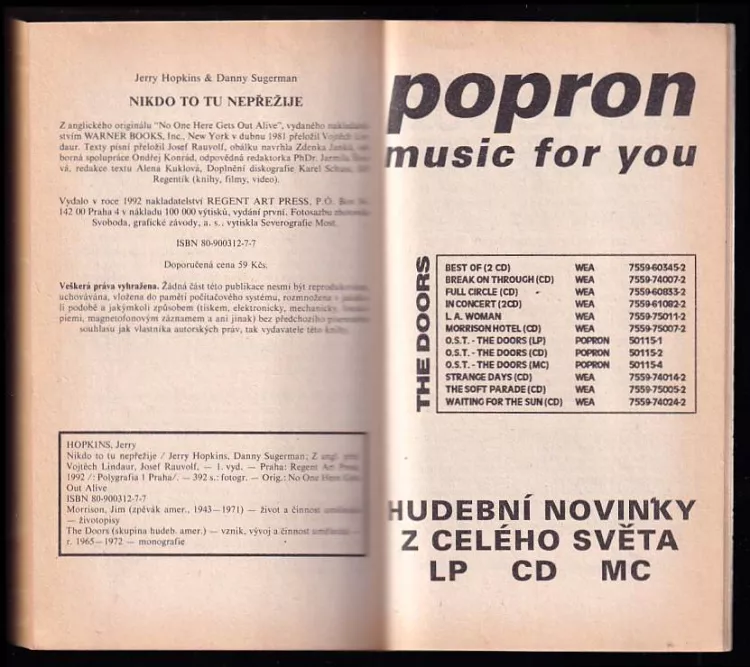 Jerry Hopkins & Danny Sugerman
NIKDO TO TU NEPŘEŽIJE
Z anglického originálu "No One Here Gets Out Alive", vydaného
stvím WARNER BOOKS, Inc., New York v dubnu 1981 přeložil Vojtěch
daur. Texty písní přeložil Josef Rauvolf, obálku navrhla Zdenka
borná spolupráce Ondřej Konrád, odpovědná redaktorka PhDr.
vá, redakce textu Alena Kuklová, Doplnění diskografie Karel
Regentík (knihy, filmy, video).
Vydalo v roce 1992 nakladatelství REGENT ART PRESS, P.O. Box
142 00 Praha 4 v nákladu 100 000 výtisků, vydání první. Fotosazbu
Svoboda, grafické závody, a. s., vytiskla Severografie Most.
ISBN 80-900312-7-7
Doporučená cena 59 Kčs.
Veškerá práva vyhražena. Žádná část této publikace nesmí být
uchovávána, vložena do pamětí počítačového systému, rozmnožena v
li podobě a jakýmkoli způsobem (tiskem, elektronicky, mechanicky,
piemi, magnetofonovým záznamem a ani jinak) bez předchozího
souhlasu jak vlastníka autorských práv, tak vydavatele této knihy.
HOPKINS, Jerry
Nikdo to tu nepřežije / Jerry Hopkins, Danny Sugerman; Z
Vojtěch Lindaur, Josef Rauvolf. — 1. vyd. — Praha: Regent Art
1992 /: Polygrafia 1 Praha/. — 392 s.: fotogr. — Orig.: No One Here Gets
Out Alive
ISBN 80-900312-7-7
Morrison, Jim (zpěvák amer., 1943—1971) — život a činnost
— životopisy
The Doors (skupina hudeb. amer.) — vznik, vývoj a činnost
r. 1965—1972 — monografie
popron
music for you
THE DOORS
BEST OF (2 CD) WEA 7559-60345-2
BREAK ON THROUGH (CD) WEA 7559-74007-2
FULL CIRCLE (CD) WEA 7559-60833-2
IN CONCERT (2CD) WEA 7559-61082-2
L.A. WOMAN WEA 7559-75011-2
MORRISON HOTEL (CD) WEA 7559-75007-2
O.S.T. - THE DOORS (LP) POPRON 50115-1
O.S.T. - THE DOORS (CD) POPRON 50115-2
O.S.T. - THE DOORS (MC) POPRON 50115-4
STRANGE DAYS (CD) WEA 7559-74014-2
THE SOFT PARADE (CD) WEA 7559-75005-2
WAITING FOR THE SUN (CD) WEA 7559-74024-2
HUDEBNÍ NOVINKY
Z CELÉHO SVĚTA
LP CD MC